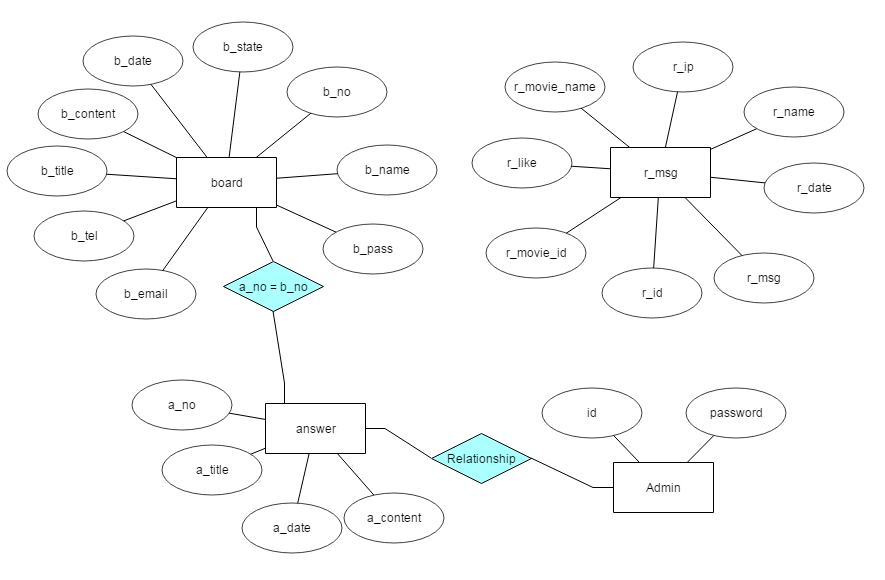 b_state
b_date
r_ip
r_movie_name
b_no
b_content
r_name
r_like
b_title
b_name
board
r_msg
r_date
b_tel
b_pass
r_movie_id
r_msg
a_no = b_no
b_email
r_id
a_no
id
password
answer
Relationship
a_title
Admin
a_content
a_date